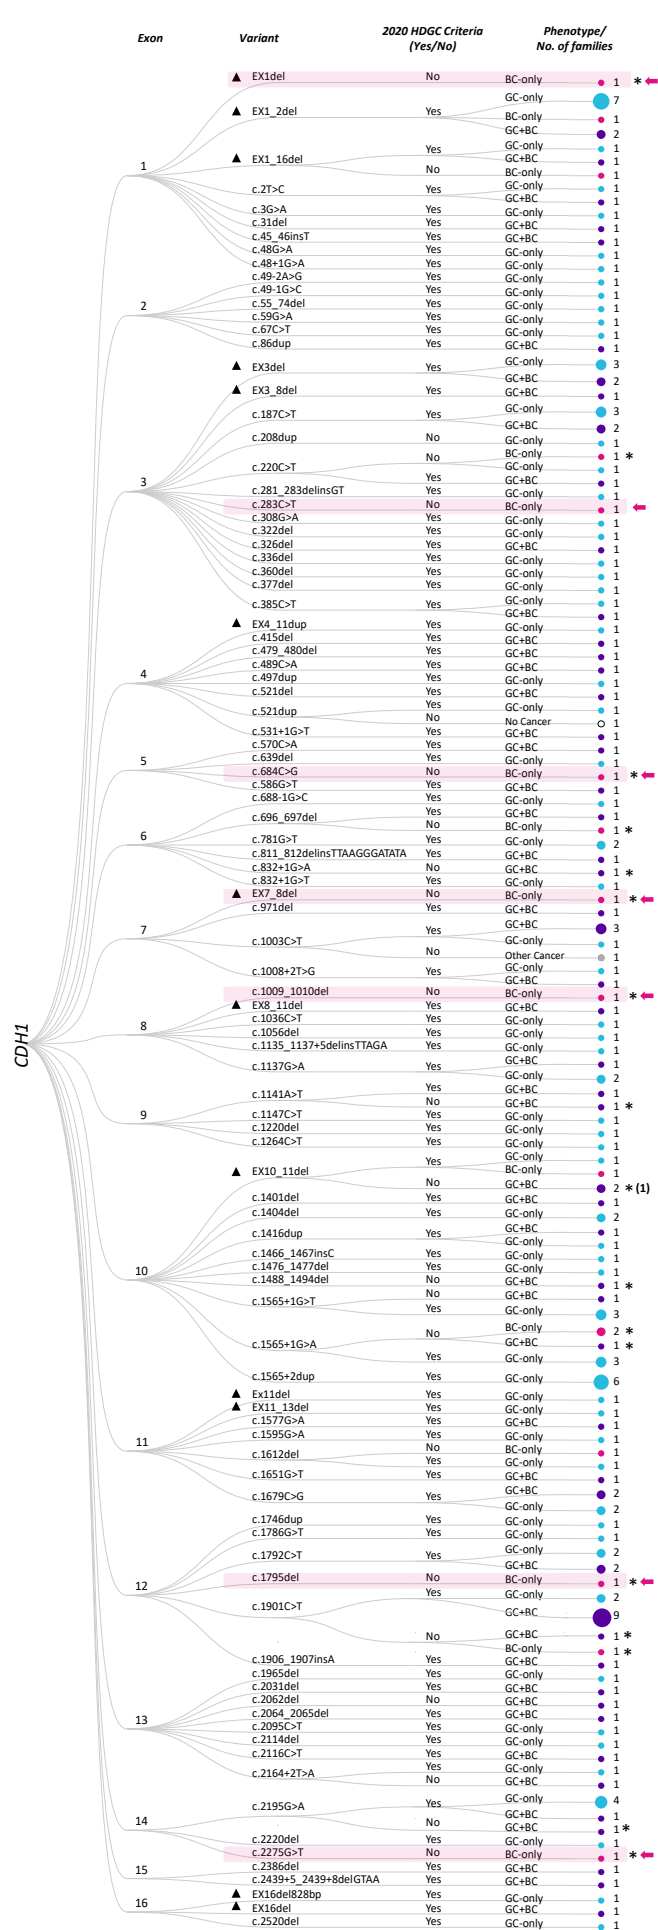 Exon Variant 2020 HDGC Criteria (Yes/No) Phenotype/ No. of families
CDH1
1
▲ EX1del No BC-only 1 *
▲ EX1_2del Yes GC-only 7
BC-only 1
GC+BC 2
▲ EX1_16del Yes GC-only 1
GC+BC 1
No BC-only 1
c.2T>C Yes GC-only 1
GC+BC 1
c.3G>A Yes GC-only 1
c.31del Yes GC+BC 1
c.45_46insT Yes GC+BC 1
c.48G>A Yes GC-only 1
c.48+1G>A Yes GC-only 1
2
c.49-2A>G Yes GC-only 1
c.49-1G>C Yes GC-only 1
c.55_74del Yes GC-only 1
c.59G>A Yes GC-only 1
c.67C>T Yes GC-only 1
c.86dup Yes GC+BC 1
3
▲ EX3del Yes GC-only 3
GC+BC 2
▲ EX3_8del Yes GC+BC 1
c.187C>T Yes GC-only 3
GC+BC 2
c.208dup No GC-only 1
c.220C>T No BC-only 1 *
GC-only 1
Yes GC+BC 1
c.281_283delinsGT Yes GC-only 1
c.283C>T No BC-only 1
c.308G>A Yes GC-only 1
c.322del Yes GC-only 1
c.326del Yes GC+BC 1
c.336del Yes GC-only 1
c.360del Yes GC-only 1
c.377del Yes GC-only 1
c.385C>T Yes GC-only 1
GC+BC 1
4
▲ EX4_11dup Yes GC-only 1
c.415del Yes GC+BC 1
c.479_480del Yes GC+BC 1
c.489C>A Yes GC+BC 1
c.497dup Yes GC-only 1
c.521del Yes GC+BC 1
c.521dup Yes GC-only 1
No No Cancer 1
c.531+1G>T Yes GC+BC 1
5
c.570C>A Yes GC+BC 1
c.639del Yes GC-only 1
c.684C>G No BC-only 1 *
c.586G>T Yes GC+BC 1
6
c.688-1G>C Yes GC-only 1
c.696_697del Yes GC+BC 1
No BC-only 1 *
c.781G>T Yes GC-only 2
c.811_812delinsTTAAGGGATATA Yes GC+BC 1
c.832+1G>A No GC+BC 1 *
c.832+1G>T Yes GC-only 1
7
▲ EX7_8del No BC-only 1 *
c.971del Yes GC+BC 1
c.1003C>T Yes GC+BC 3
GC-only 1
No Other Cancer 1
c.1008+2T>G Yes GC-only 1
GC+BC 1
8
c.1009_1010del No BC-only 1 *
▲ EX8_11del Yes GC+BC 1
c.1036C>T Yes GC-only 1
c.1056del Yes GC-only 1
c.1135_1137+5delinsTTAGA Yes GC-only 1
c.1137G>A Yes GC+BC 1
GC-only 2
9
c.1141A>T Yes GC+BC 1
No GC+BC 1 *
c.1147C>T Yes GC-only 1
c.1220del Yes GC-only 1
c.1264C>T Yes GC-only 1
10
▲ EX10_11del Yes GC-only 1
BC-only 1
No GC+BC 2 * (1)
c.1401del Yes GC+BC 1
c.1404del Yes GC-only 2
c.1416dup Yes GC+BC 1
GC-only 1
c.1466_1467insC Yes GC-only 1
c.1476_1477del Yes GC-only 1
c.1488_1494del No GC+BC 1 *
c.1565+1G>T No GC+BC 1
Yes GC-only 3
c.1565+1G>A No BC-only 2 *
GC+BC 1 *
Yes GC-only 3
c.1565+2dup Yes GC-only 6
11
▲ Ex11del Yes GC-only 1
▲ EX11_13del Yes GC-only 1
c.1577G>A Yes GC+BC 1
c.1595G>A Yes GC-only 1
c.1612del No BC-only 1
Yes GC-only 1
c.1651G>T Yes GC+BC 1
c.1679C>G Yes GC+BC 2
GC-only 2
12
c.1746dup Yes GC-only 1
c.1786G>T Yes GC-only 1
c.1792C>T Yes GC-only 2
GC+BC 2
c.1795del No BC-only 1 *
c.1901C>T Yes GC-only 2
GC+BC 9
No GC+BC 1 *
BC-only 1 *
c.1906_1907insA Yes GC+BC 1
13
c.1965del Yes GC-only 1
c.2031del Yes GC+BC 1
c.2062del No GC+BC 1
c.2064_2065del Yes GC+BC 1
c.2095C>T Yes GC-only 1
c.2114del Yes GC-only 1
c.2116C>T Yes GC+BC 1
c.2164+2T>A Yes GC-only 1
No GC+BC 1
14
c.2195G>A Yes GC-only 4
GC+BC 1
No GC+BC 1 *
c.2220del Yes GC-only 1
c.2275G>T No BC-only 1 *
15
c.2386del Yes GC+BC 1
c.2439+5_2439+8delGTAA Yes GC+BC 1
16
▲ EX16del828bp Yes GC-only 1
▲ EX16del Yes GC+BC 1
c.2520del Yes GC-only 1